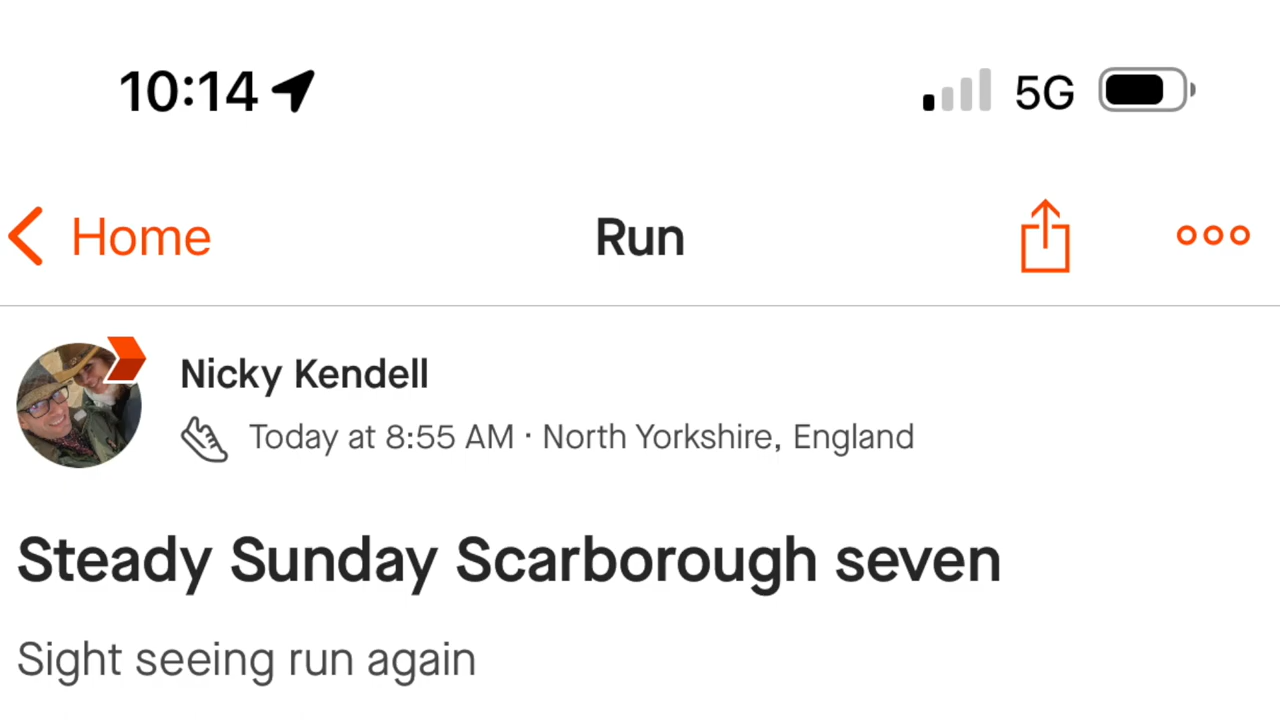 10:14 5G
Home Run
Nicky Kendell
Today at 8:55 AM · North Yorkshire, England
Steady Sunday Scarborough seven
Sight seeing run again